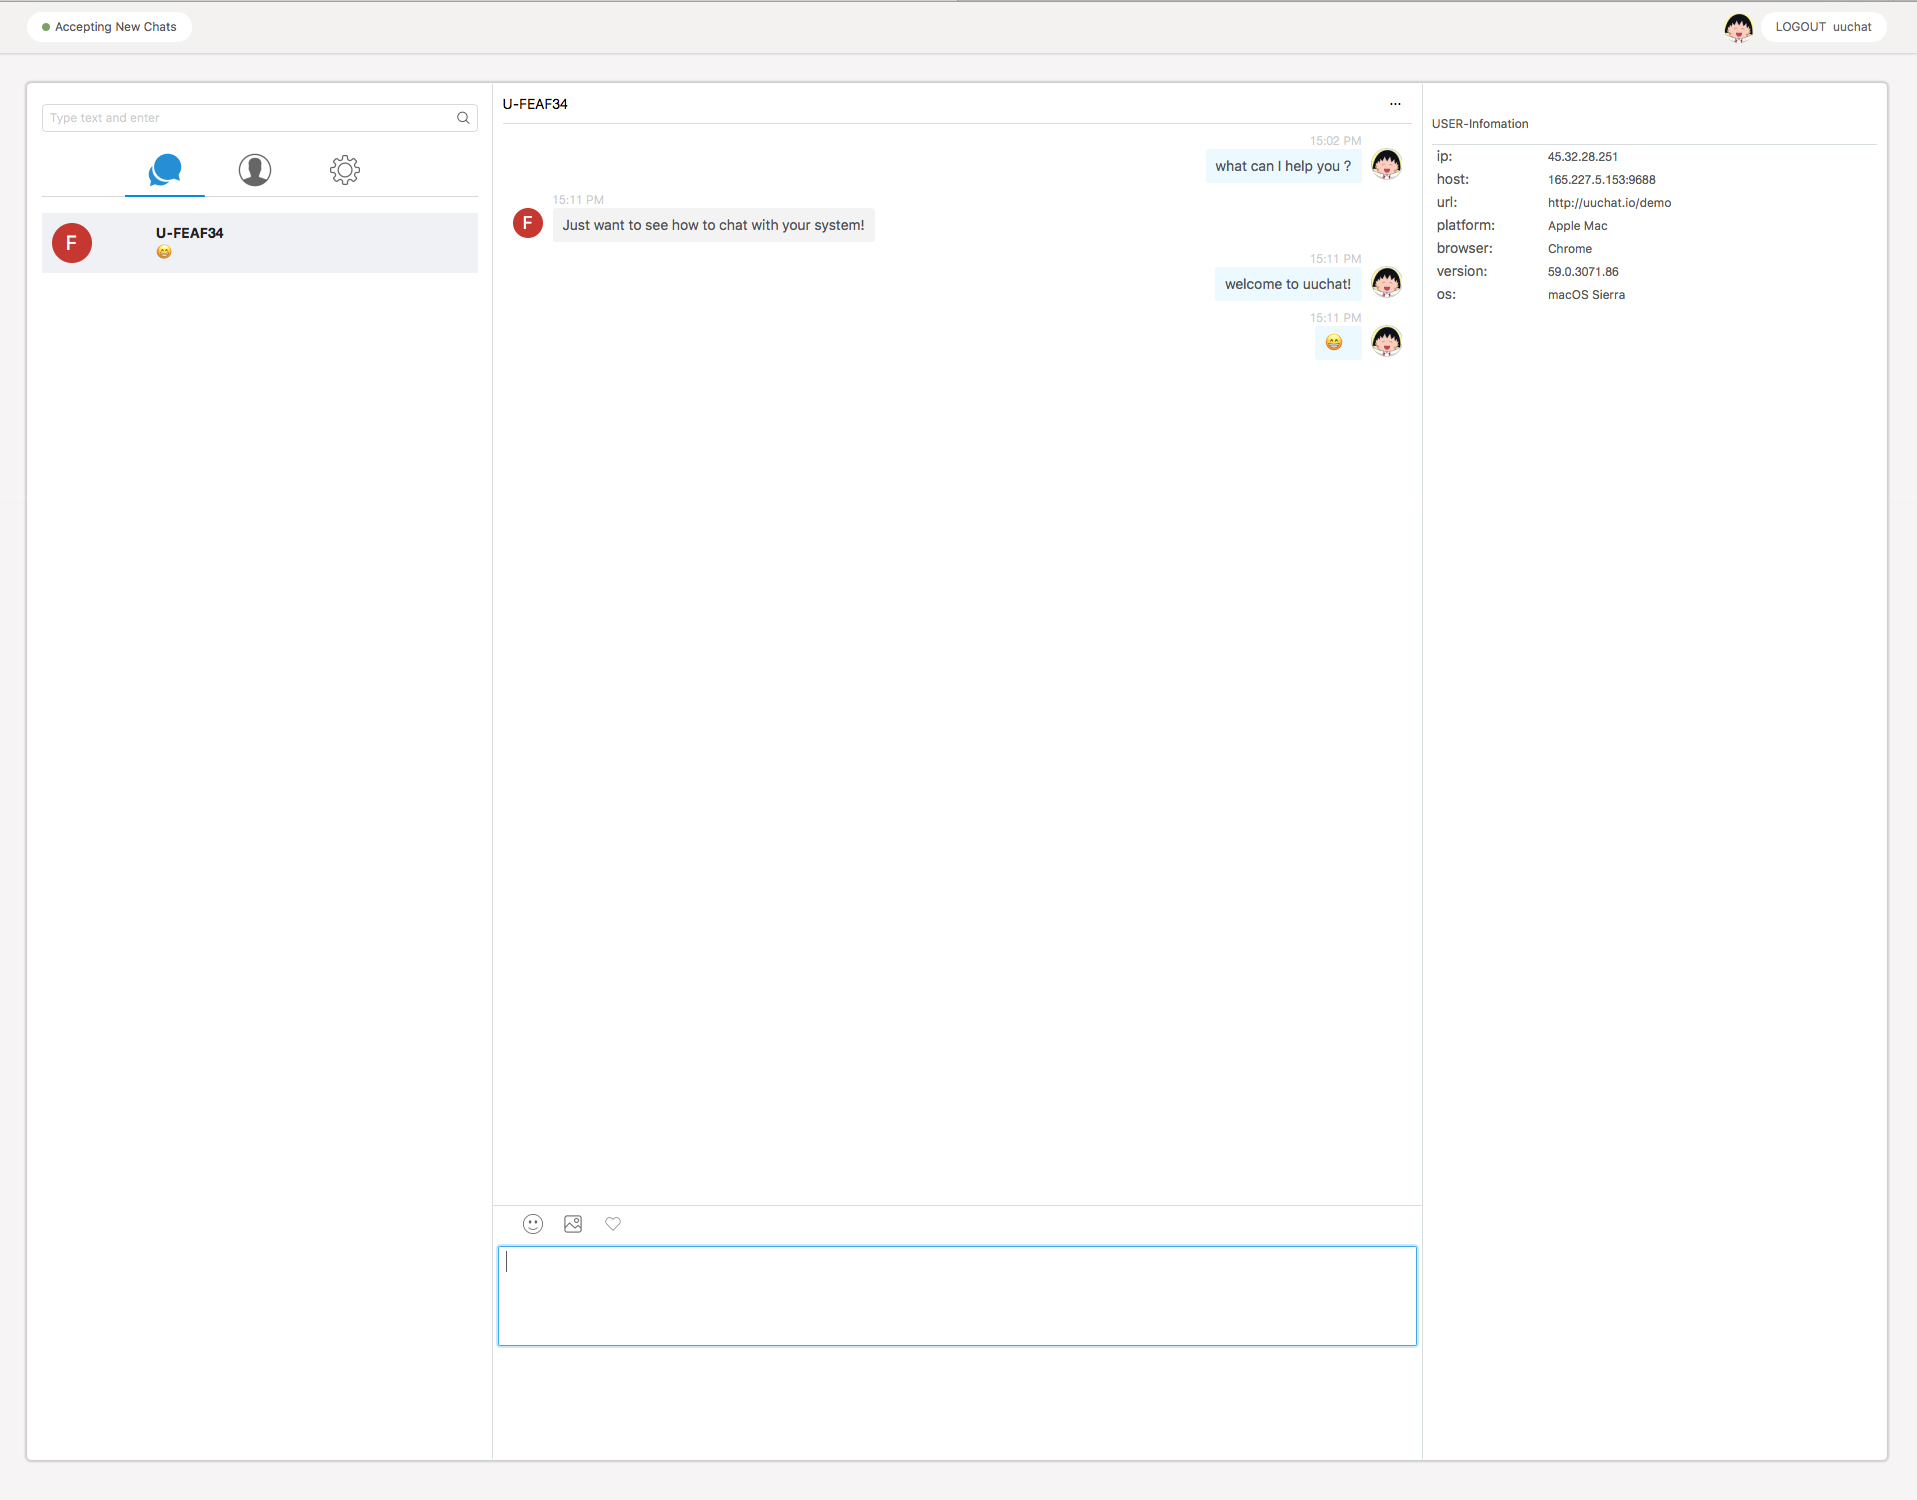 Accepting New Chats
LOGOUT uuchat
Type text and enter
F
U-FEAF34
😁
U-FEAF34
...
15:02 PM
what can I help you ?
15:11 PM
F
Just want to see how to chat with your system!
15:11 PM
welcome to uuchat!
15:11 PM
😁
USER-Infomation
ip: 45.32.28.251
host: 165.227.5.153:9688
url: http://uuchat.io/demo
platform: Apple Mac
browser: Chrome
version: 59.0.3071.86
os: macOS Sierra